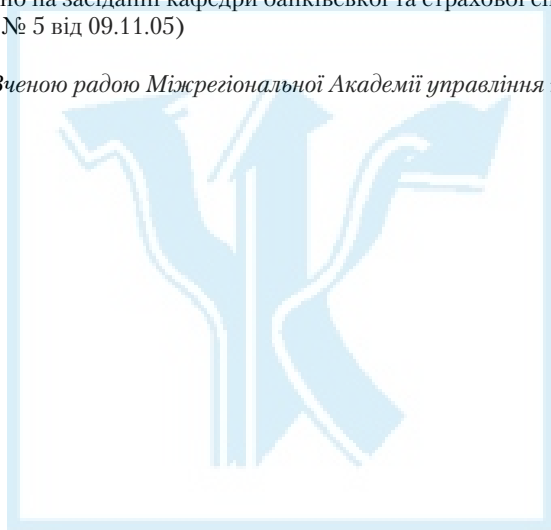 но на засіданні кафедри банківської та страхової
№ 5 від 09.11.05)
Вченою радою Міжрегіональної Академії управління